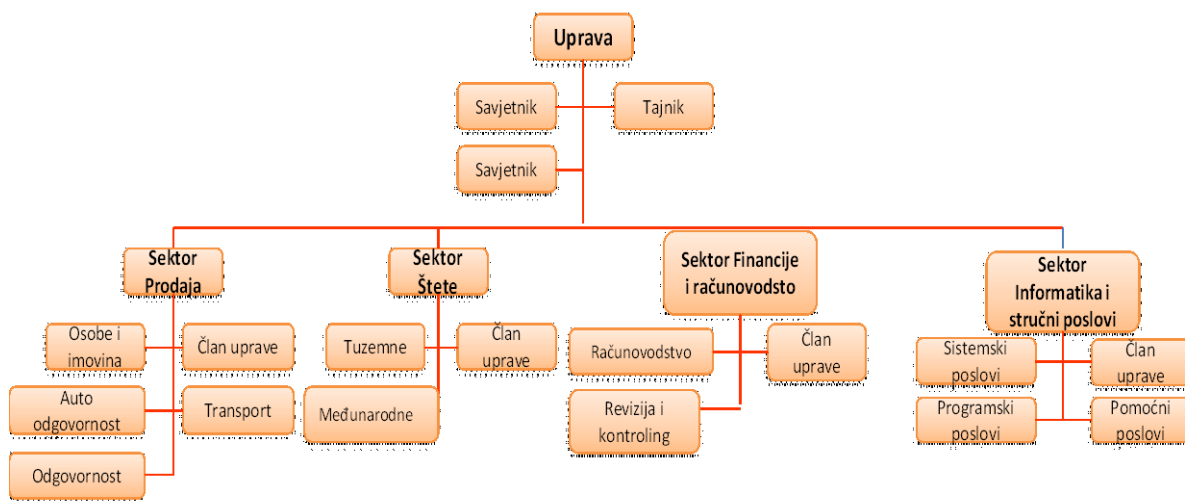 Uprava
Savjetnik
Tajnik
Savjetnik
Sektor
Prodaja
Osobe i
imovina
Član uprave
Auto
odgovornost
Transport
Odgovornost
Sektor
Štete
Tuzemne
Član
uprave
Međunarodne
Sektor Financije
i računovodsto
Računovodstvo
Član
uprave
Revizija i
kontroling
Sektor
Informatika i
stručni poslovi
Sistemski
poslovi
Član
uprave
Programski
poslovi
Pomoćni
poslovi